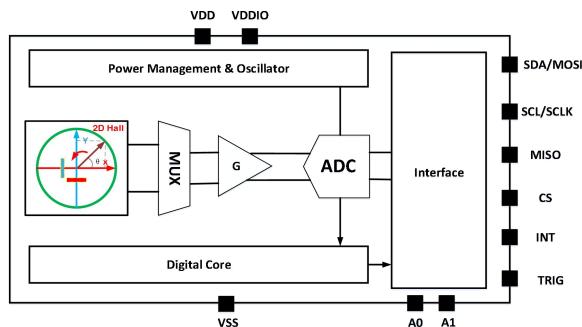 VDD
VDDIO
Power Management & Oscillator
SDA/MOSI
SCL/SCLK
MISO
CS
INT
TRIG
2D Hall
Y
θ
X
MUX
G
ADC
Interface
Digital Core
VSS
A0
A1